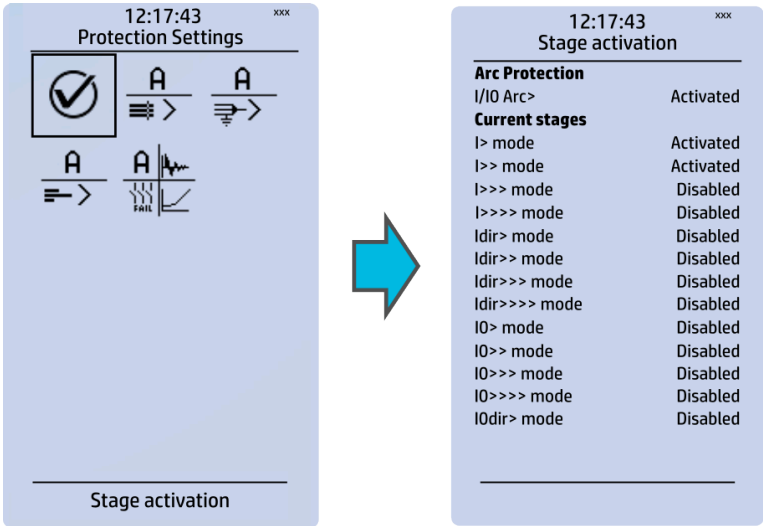 12:17:43 xxx
Protection Settings
A A
A A
FAIL
Stage activation
12:17:43 xxx
Stage activation
Arc Protection
I/I0 Arc> Activated
Current stages
I> mode Activated
I>> mode Activated
I>>> mode Disabled
I>>>> mode Disabled
Idir> mode Disabled
Idir>> mode Disabled
Idir>>> mode Disabled
Idir>>>> mode Disabled
I0> mode Disabled
I0>> mode Disabled
I0>>> mode Disabled
I0>>>> mode Disabled
I0dir> mode Disabled